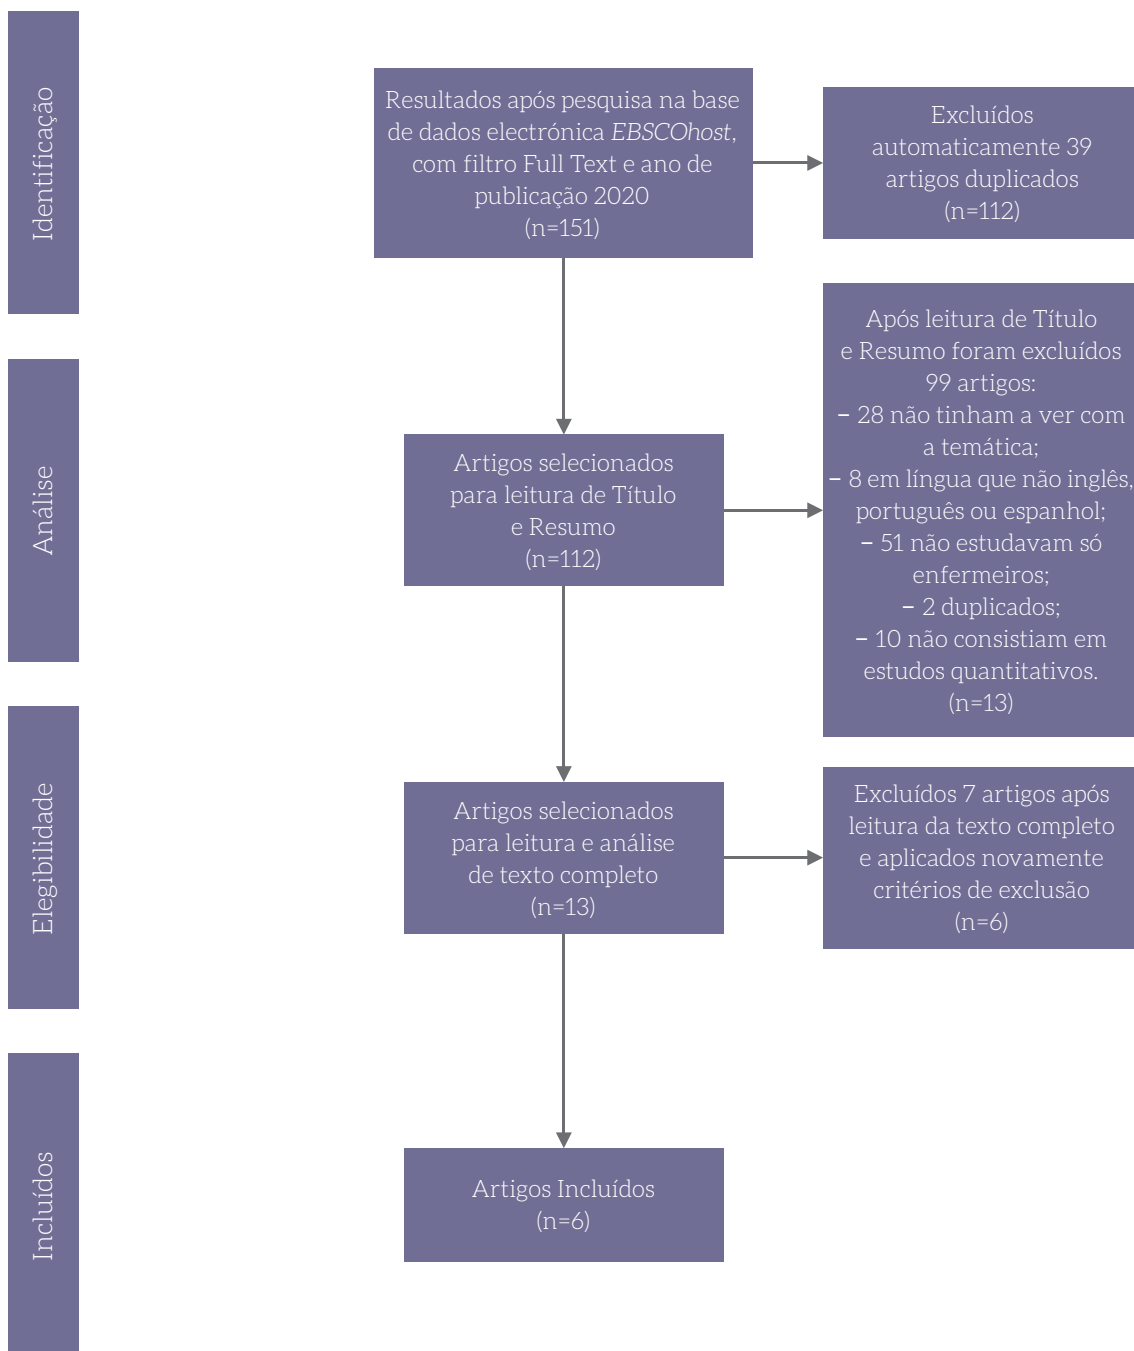 Identificação
Resultados após pesquisa na base
de dados electrónica EBSCOhost,
com filtro Full Text e ano de
publicação 2020
(n=151)
Excluídos
automaticamente 39
artigos duplicados
(n=112)
Análise
Artigos selecionados
para leitura de Título
e Resumo
(n=112)
Após leitura de Título
e Resumo foram excluídos
99 artigos:
– 28 não tinham a ver com
a temática;
– 8 em língua que não inglês,
português ou espanhol;
– 51 não estudavam só
enfermeiros;
– 2 duplicados;
– 10 não consistiam em
estudos quantitativos.
(n=13)
Elegibilidade
Artigos selecionados
para leitura e análise
de texto completo
(n=13)
Excluídos 7 artigos após
leitura da texto completo
e aplicados novamente
critérios de exclusão
(n=6)
Incluídos
Artigos Incluídos
(n=6)